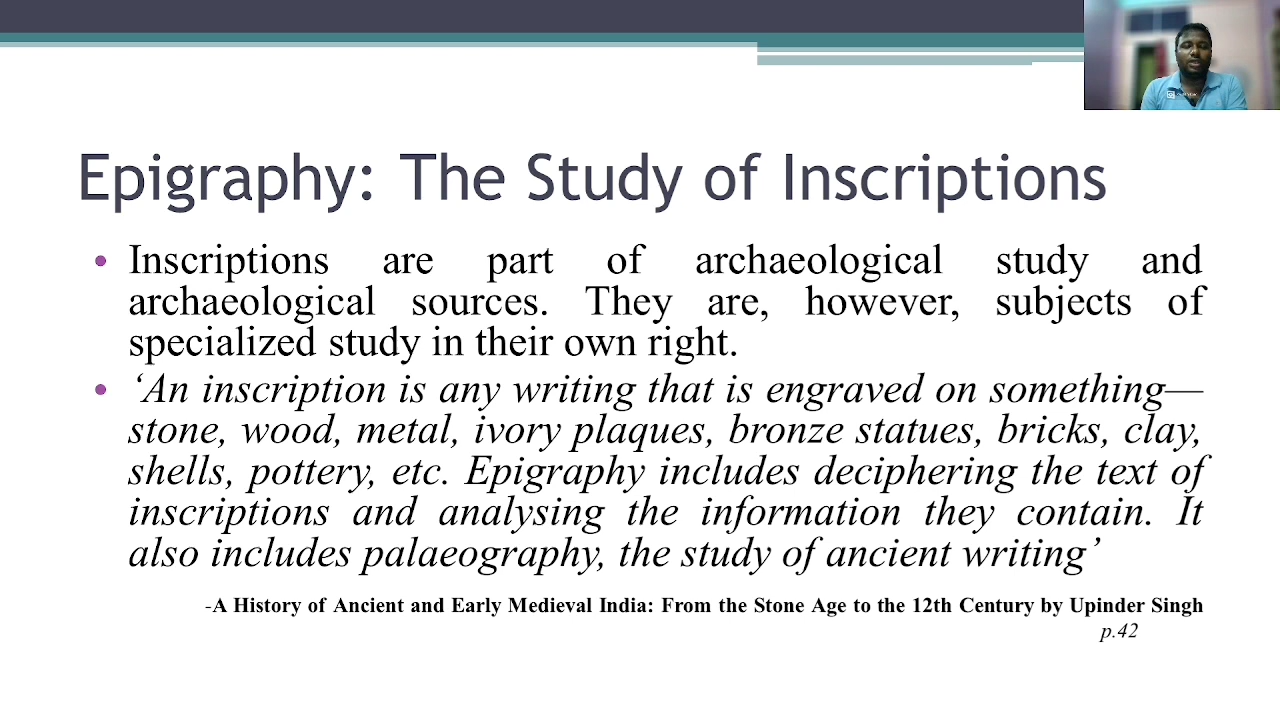 Epigraphy: The Study of Inscriptions
• Inscriptions are part of archaeological study and
archaeological sources. They are, however, subjects of
specialized study in their own right.
• ‘An inscription is any writing that is engraved on something—
stone, wood, metal, ivory plaques, bronze statues, bricks, clay,
shells, pottery, etc. Epigraphy includes deciphering the text of
inscriptions and analysing the information they contain. It
also includes palaeography, the study of ancient writing’
-A History of Ancient and Early Medieval India: From the Stone Age to the 12th Century by Upinder Singh
p.42